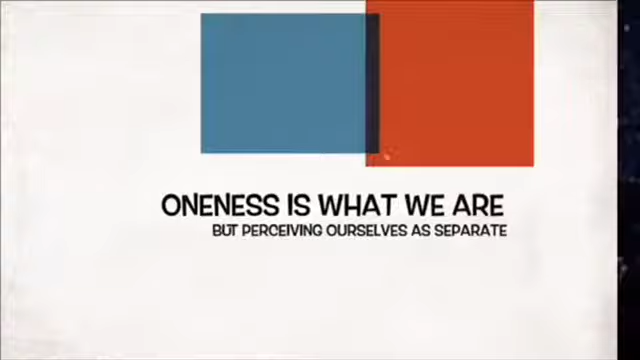 ONENESS IS WHAT WE ARE
BUT PERCEIVING OURSELVES AS SEPARATE